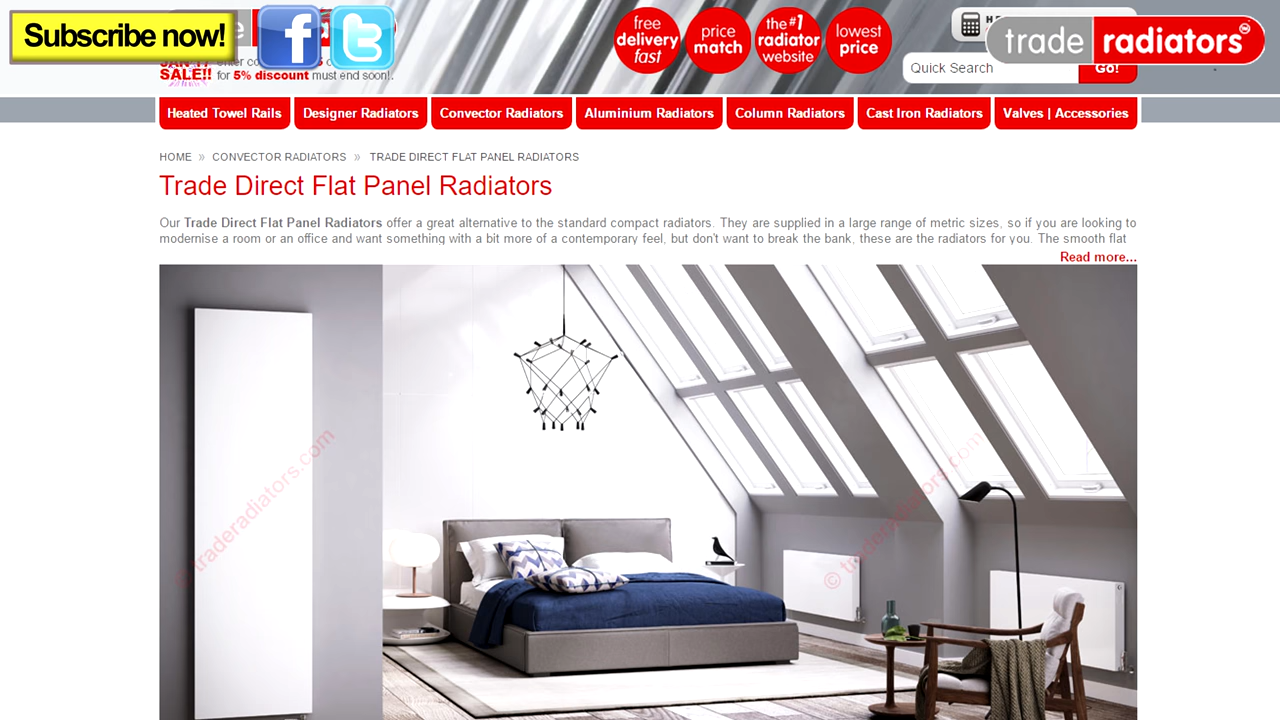 Subscribe now!
free
delivery
fast
price
match
the #1
radiator
website
lowest
price
trade radiators™
SALE!!
for 5% discount must end soon!.
Quick Search
Go!
Heated Towel Rails
Designer Radiators
Convector Radiators
Aluminium Radiators
Column Radiators
Cast Iron Radiators
Valves | Accessories
HOME » CONVECTOR RADIATORS » TRADE DIRECT FLAT PANEL RADIATORS
Trade Direct Flat Panel Radiators
Our Trade Direct Flat Panel Radiators offer a great alternative to the standard compact radiators. They are supplied in a large range of metric sizes, so if you are looking to
modernise a room or an office and want something with a bit more of a contemporary feel, but don't want to break the bank, these are the radiators for you. The smooth flat
Read more...
© traderadiators.com
© traderadiators.com